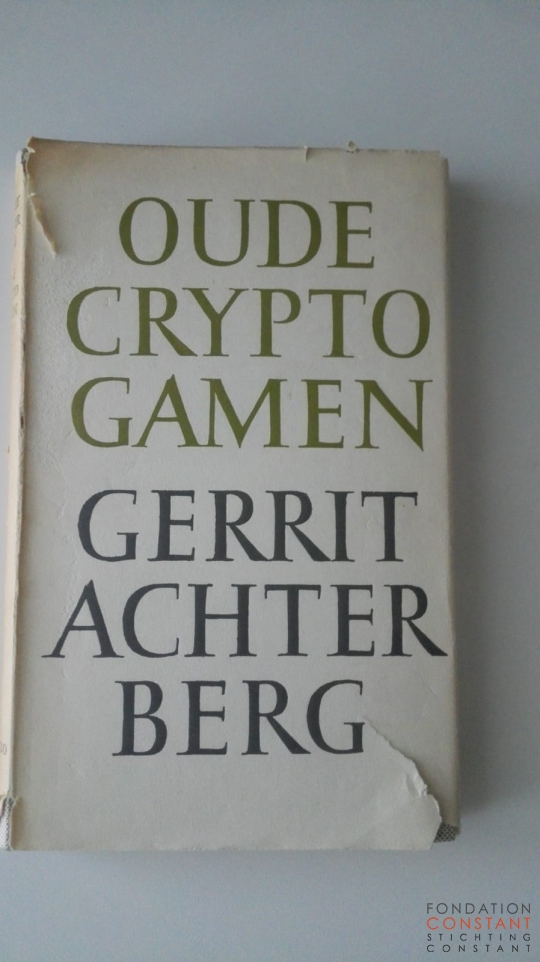 OUDE
CRYPTO
GAMEN
GERRIT
ACHTER
BERG
FONDATION
CONSTANT
STICHTING
CONSTANT